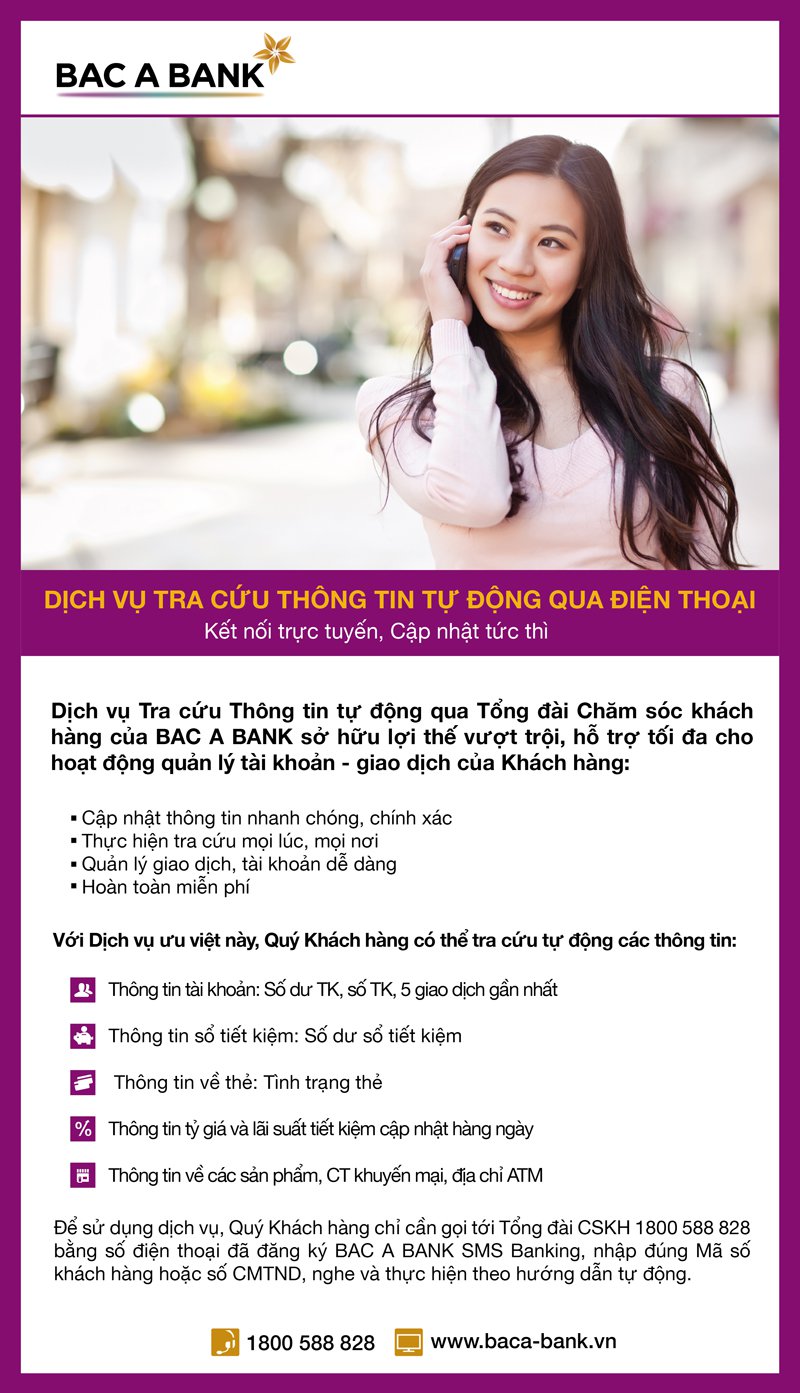 BAC A BANK
DỊCH VỤ TRA CỨU THÔNG TIN TỰ ĐỘNG QUA ĐIỆN THOẠI
Kết nối trực tuyến, Cập nhật tức thì
Dịch vụ Tra cứu Thông tin tự động qua Tổng đài Chăm sóc khách
hàng của BAC A BANK sở hữu lợi thế vượt trội, hỗ trợ tối đa cho
hoạt động quản lý tài khoản - giao dịch của Khách hàng:
▪ Cập nhật thông tin nhanh chóng, chính xác
▪ Thực hiện tra cứu mọi lúc, mọi nơi
▪ Quản lý giao dịch, tài khoản dễ dàng
▪ Hoàn toàn miễn phí
Với Dịch vụ ưu việt này, Quý Khách hàng có thể tra cứu tự động các thông tin:
Thông tin tài khoản: Số dư TK, số TK, 5 giao dịch gần nhất
Thông tin sổ tiết kiệm: Số dư sổ tiết kiệm
Thông tin về thẻ: Tình trạng thẻ
% Thông tin tỷ giá và lãi suất tiết kiệm cập nhật hàng ngày
Thông tin về các sản phẩm, CT khuyến mại, địa chỉ ATM
Để sử dụng dịch vụ, Quý Khách hàng chỉ cần gọi tới Tổng đài CSKH 1800 588 828
bằng số điện thoại đã đăng ký BAC A BANK SMS Banking, nhập đúng Mã số
khách hàng hoặc số CMTND, nghe và thực hiện theo hướng dẫn tự động.
1800 588 828 www.baca-bank.vn